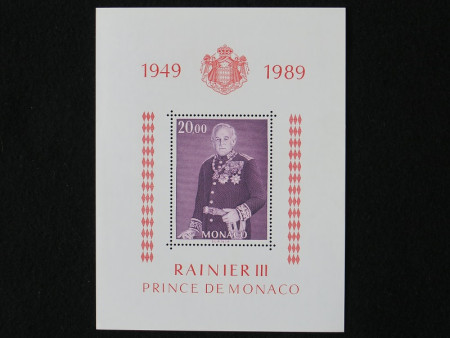 1949 1989
20,00
MONACO
RAINIER III
PRINCE DE MONACO